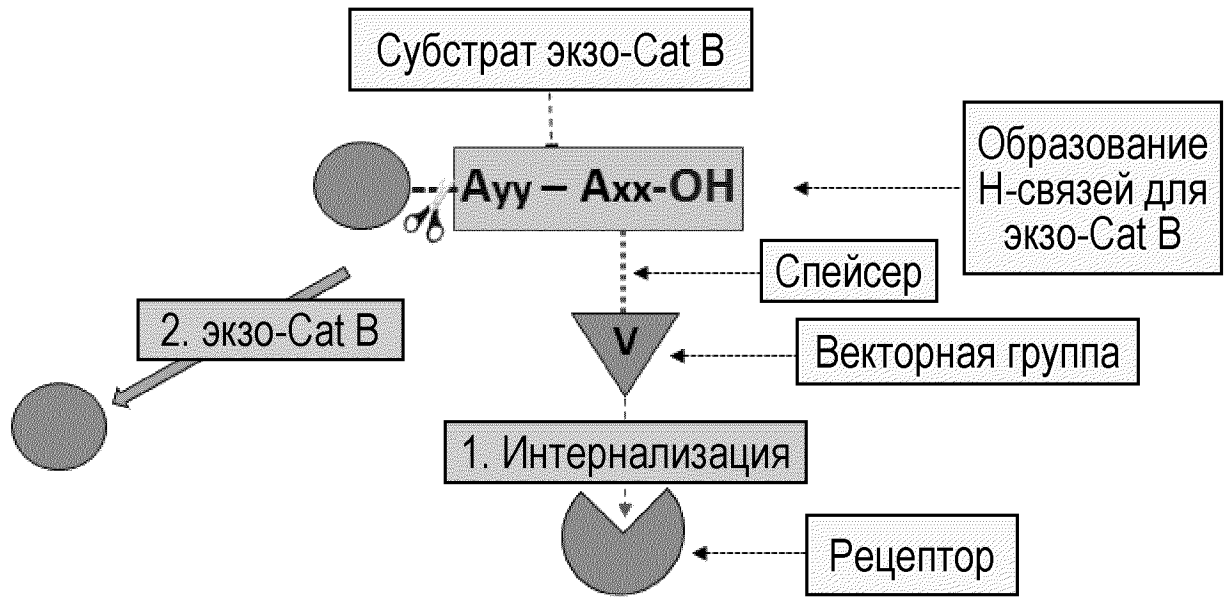 Субстрат экзо-Cat B
Ayy – Axx-OH
Образование
Н-связей для
экзо-Cat B
Спейсер
2. экзо-Cat B
V
Векторная группа
1. Интернализация
Рецептор